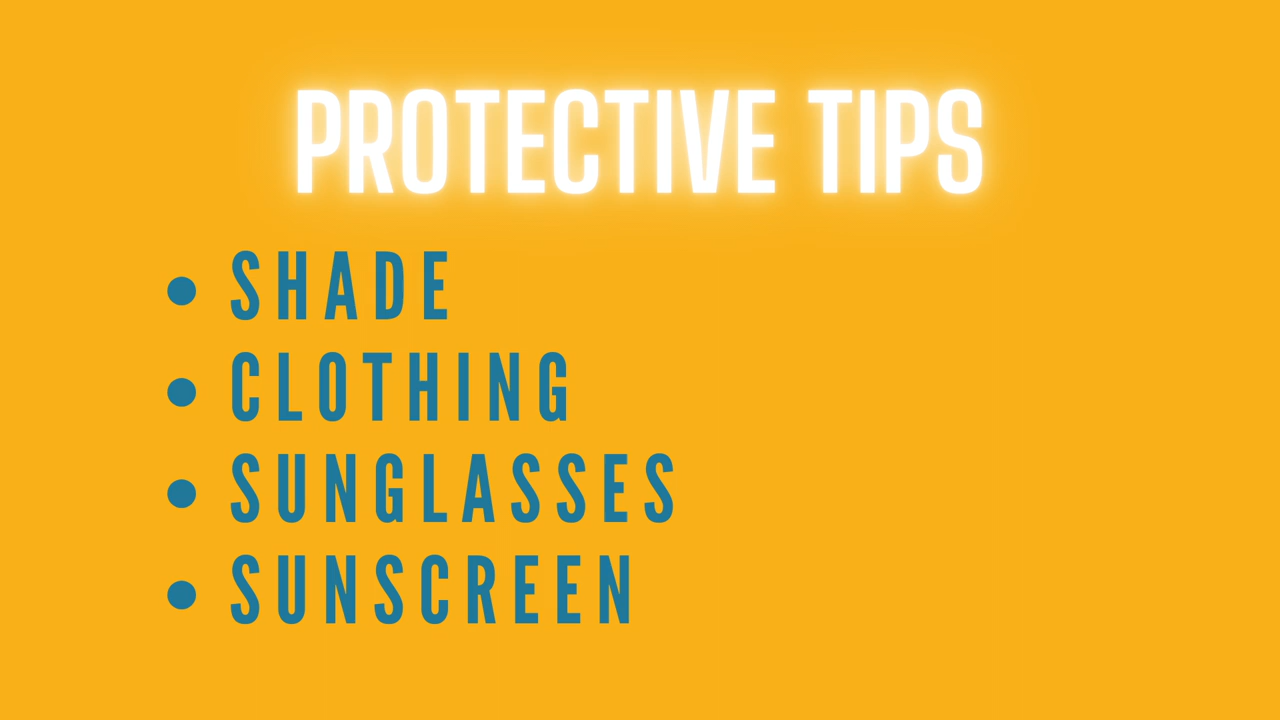 PROTECTIVE TIPS
• SHADE
• CLOTHING
• SUNGLASSES
• SUNSCREEN